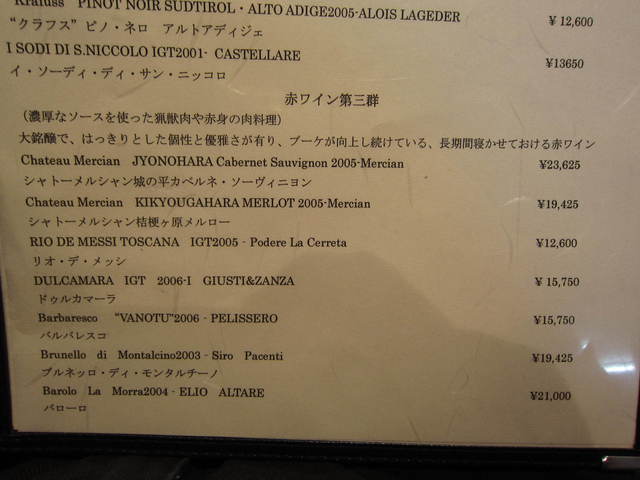 Krafuss PINOT NOIR SUDTIROL・ALTO ADIGE2005-ALOIS LAGEDER ¥ 12,600
“クラフス” ピノ・ネロ アルトアディジェ
I SODI DI S.NICCOLO IGT2001- CASTELLARE ¥13650
イ・ソーディ・ディ・サン・ニッコロ
赤ワイン第三群
（濃厚なソースを使った猟獣肉や赤身の肉料理）
大銘醸で、はっきりとした個性と優雅さが有り、ブーケが向上し続けている、長期間寝かせておける赤ワイン
Chateau Mercian JYONOHARA Cabernet Sauvignon 2005-Mercian ¥23,625
シャトーメルシャン城の平カベルネ・ソーヴィニヨン
Chateau Mercian KIKYOUGAHARA MERLOT 2005-Mercian ¥19,425
シャトーメルシャン桔梗ヶ原メルロー
RIO DE MESSI TOSCANA IGT2005 - Podere La Cerreta ¥12,600
リオ・デ・メッシ
DULCAMARA IGT 2006-I GIUSTI&ZANZA ¥ 15,750
ドゥルカマーラ
Barbaresco “VANOTU”2006 - PELISSERO ¥15,750
バルバレスコ
Brunello di Montalcino2003 - Siro Pacenti ¥19,425
ブルネッロ・ディ・モンタルチーノ
Barolo La Morra2004 - ELIO ALTARE ¥21,000
バローロ